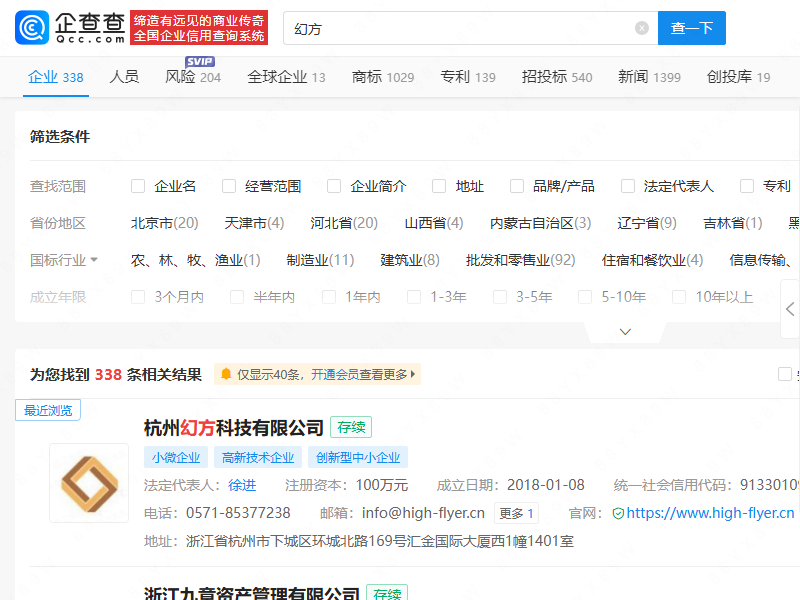 企查查
Qcc.com
缔造有远见的商业传奇
全国企业信用查询系统
幻方
查一下
企业 338
人员
风险 204
SVIP
全球企业 13
商标 1029
专利 139
招投标 540
新闻 1399
创投库 19
筛选条件
查找范围 企业名 经营范围 企业简介 地址 品牌/产品 法定代表人 专利
省份地区 北京市(20) 天津市(4) 河北省(20) 山西省(4) 内蒙古自治区(3) 辽宁省(9) 吉林省(1) 黑
国标行业 农、林、牧、渔业(1) 制造业(11) 建筑业(8) 批发和零售业(92) 住宿和餐饮业(4) 信息传输、
成立年限 3个月内 半年内 1年内 1-3年 3-5年 5-10年 10年以上
为您找到 338 条相关结果 仅显示40条，开通会员查看更多
最近浏览
杭州幻方科技有限公司 存续
小微企业 高新技术企业 创新型中小企业
法定代表人：徐进 注册资本：100万元 成立日期：2018-01-08 统一社会信用代码：9133010
电话：0571-85377238 邮箱：info@high-flyer.cn 更多 1 官网：https://www.high-flyer.cn
地址：浙江省杭州市下城区环城北路169号汇金国际大厦西1幢1401室
浙江九章资产管理有限公司 存续